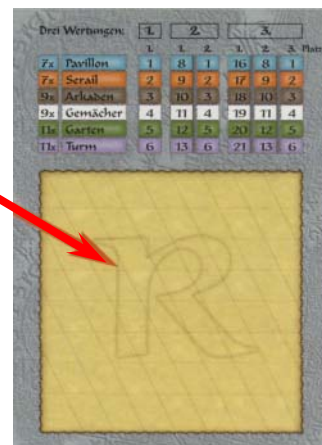 Drei Wertungen: 1. 2. 3.
1. 1. 2. 1. 2. 3. Platz
7x Pavillon 1 8 1 16 8 1
7x Serail 2 9 2 17 9 2
9x Arkaden 3 10 3 18 10 3
9x Gemächer 4 11 4 19 11 4
11x Garten 5 12 5 20 12 5
11x Turm 6 13 6 21 13 6
R